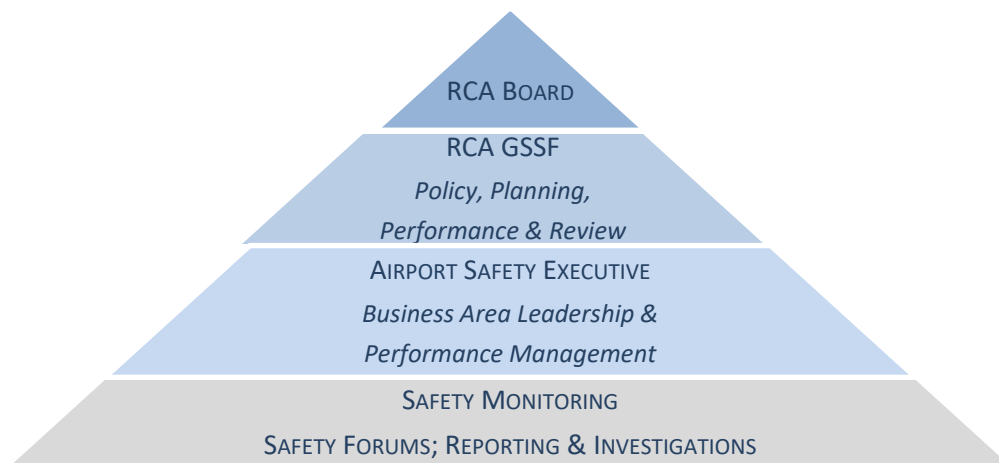 RCA BOARD
RCA GSSF
Policy, Planning,
Performance & Review
AIRPORT SAFETY EXECUTIVE
Business Area Leadership &
Performance Management
SAFETY MONITORING
SAFETY FORUMS; REPORTING & INVESTIGATIONS